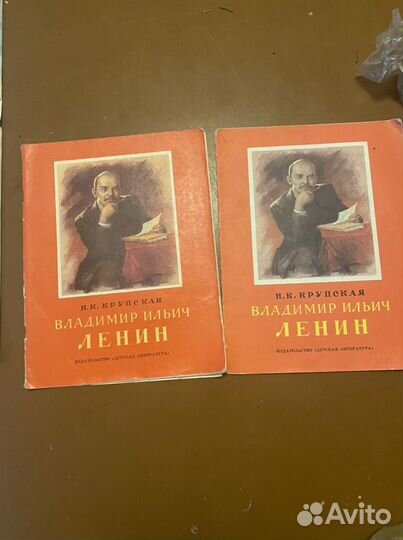 Н. К. КРУПСКАЯ
ВЛАДИМИР ИЛЬИЧ
ЛЕНИН
ИЗДАТЕЛЬСТВО «ДЕТСКАЯ ЛИТЕРАТУРА»
Н. К. КРУПСКАЯ
ВЛАДИМИР ИЛЬИЧ
ЛЕНИН
ИЗДАТЕЛЬСТВО «ДЕТСКАЯ ЛИТЕРАТУРА»
Avito